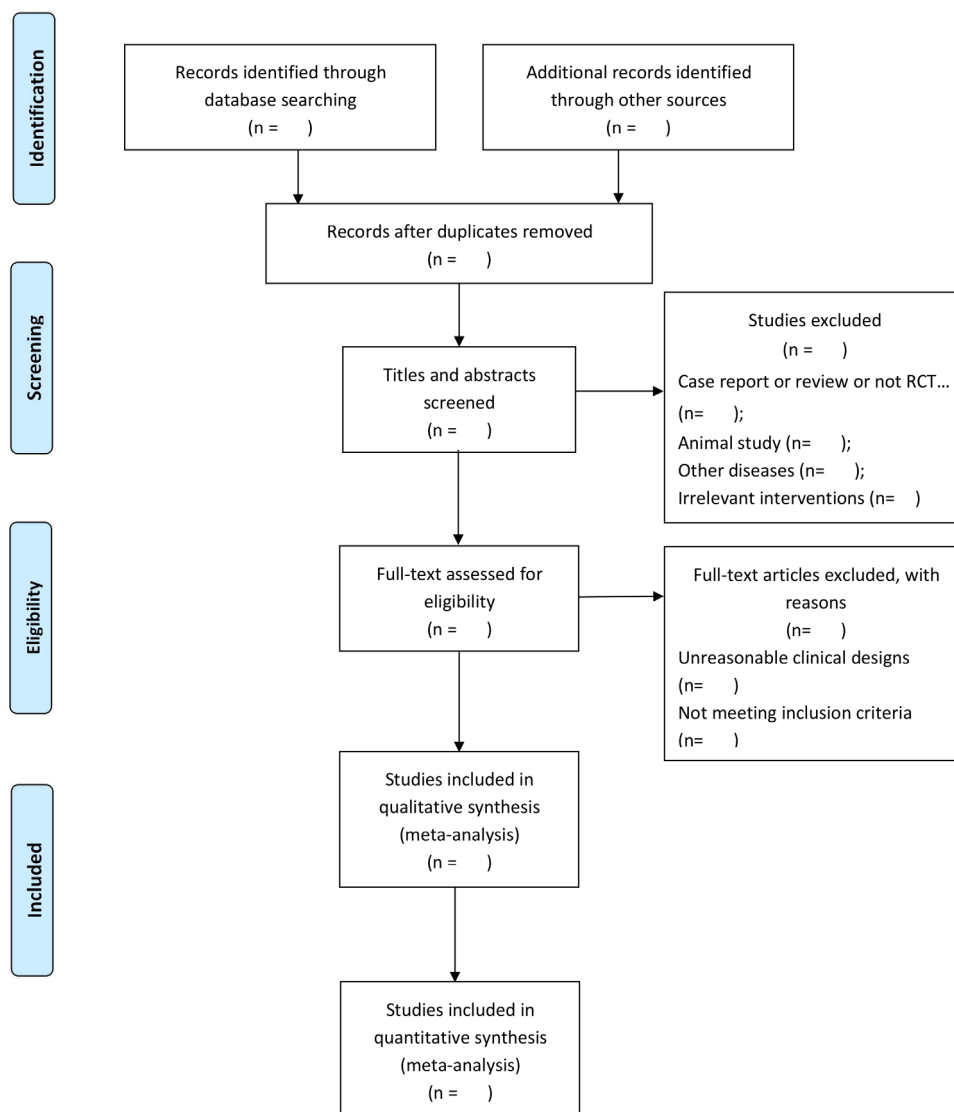 Identification
Records identified through
database searching
(n =      )
Additional records identified
through other sources
(n =      )
Records after duplicates removed
(n =      )
Screening
Titles and abstracts
screened
(n =      )
Studies excluded
(n =      )
Case report or review or not RCT...
(n=      );
Animal study (n=      );
Other diseases (n=      );
Irrelevant interventions (n=    )
Eligibility
Full-text assessed for
eligibility
(n =      )
Full-text articles excluded, with
reasons
(n=      )
Unreasonable clinical designs
(n=      )
Not meeting inclusion criteria
(n=      )
Included
Studies included in
qualitative synthesis
(meta-analysis)
(n =      )
Studies included in
quantitative synthesis
(meta-analysis)
(n =      )